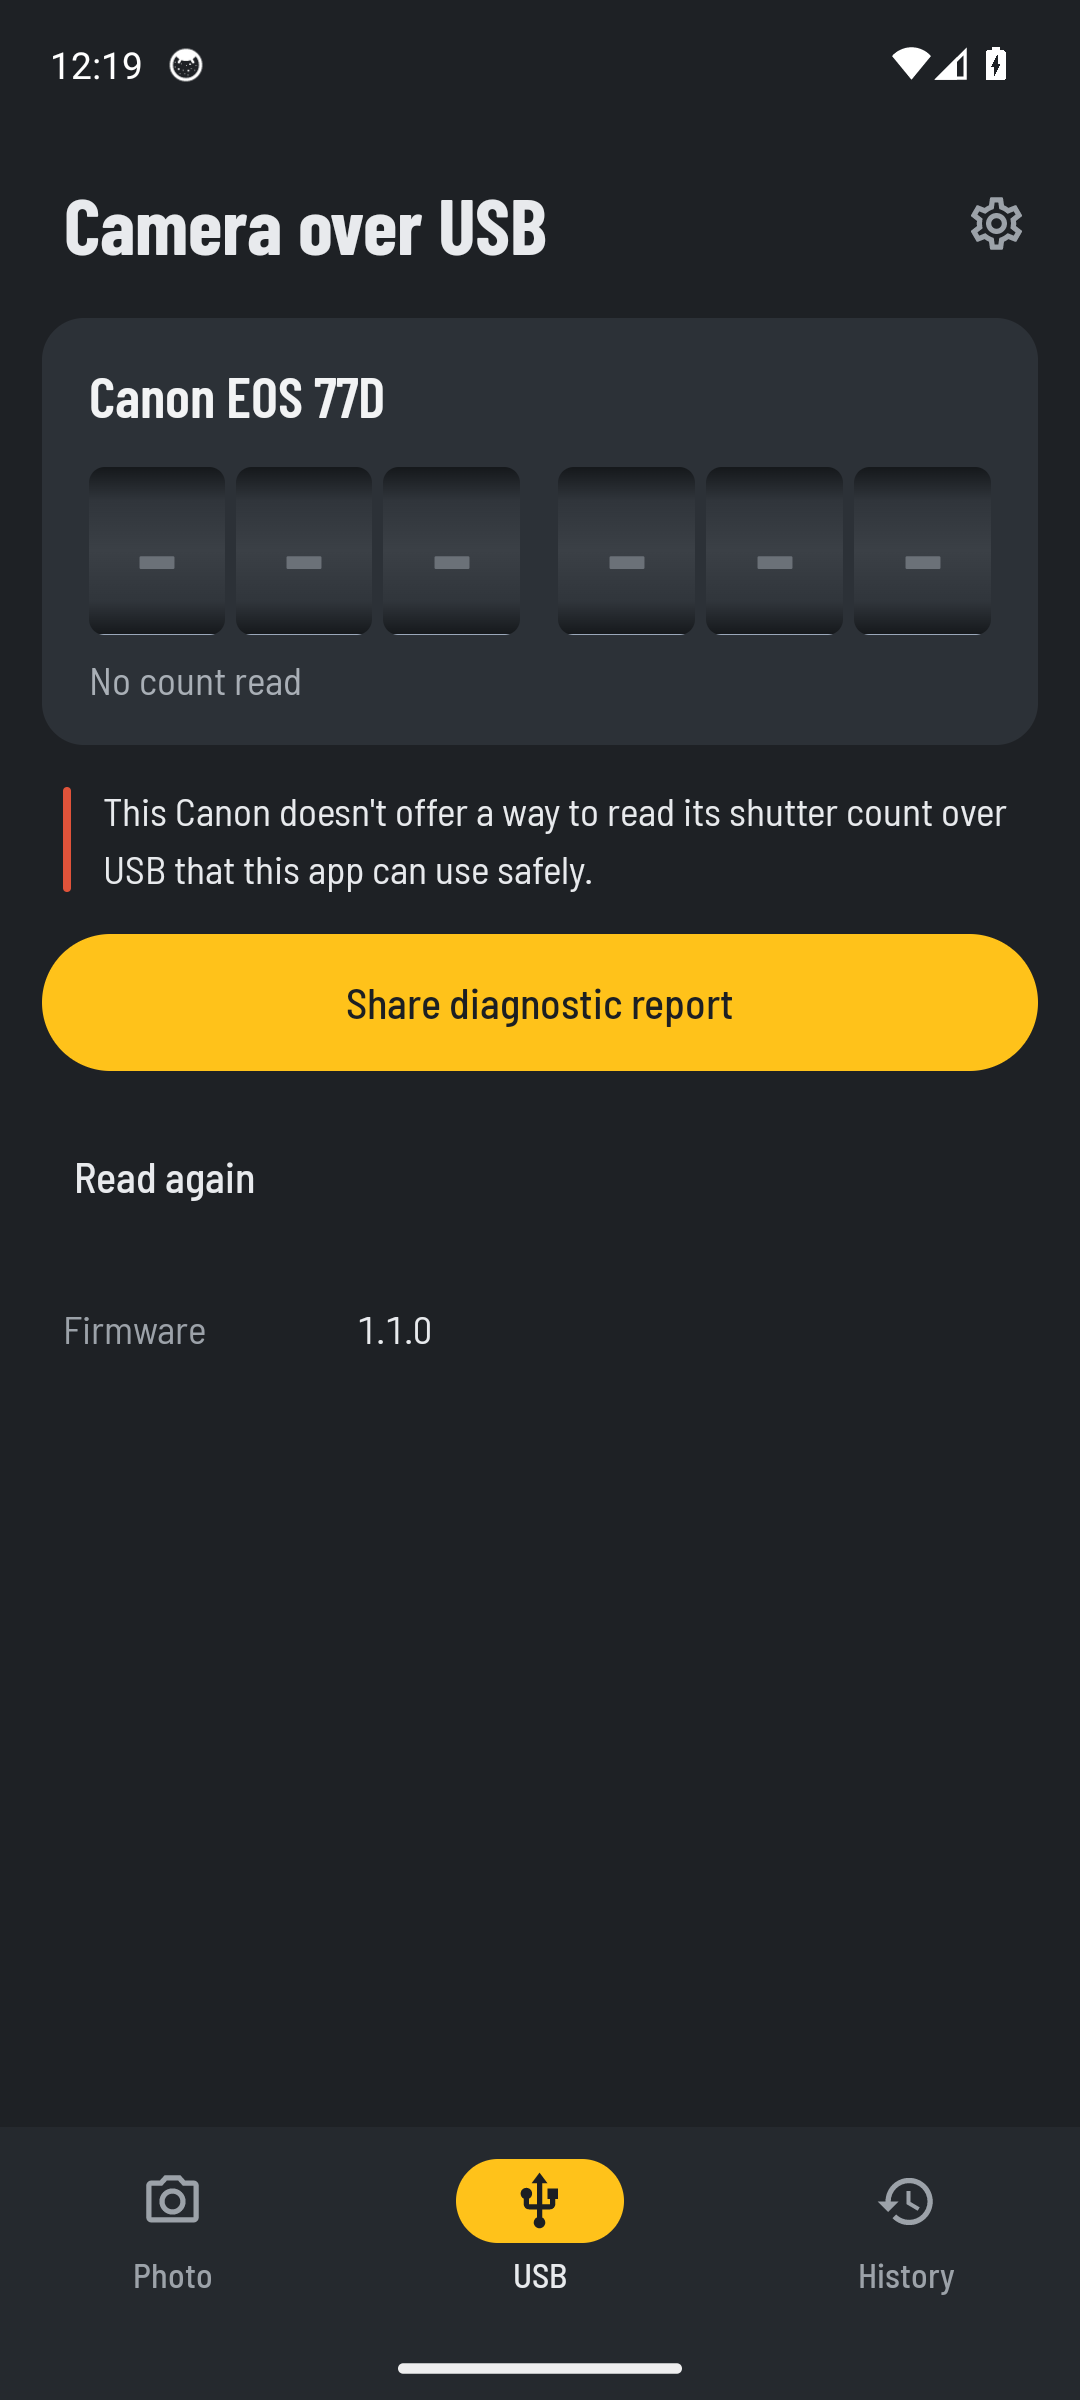 12:19
Camera over USB
Canon EOS 77D
- - - - - -
No count read
This Canon doesn't offer a way to read its shutter count over
USB that this app can use safely.
Share diagnostic report
Read again
Firmware 1.1.0
Photo USB History